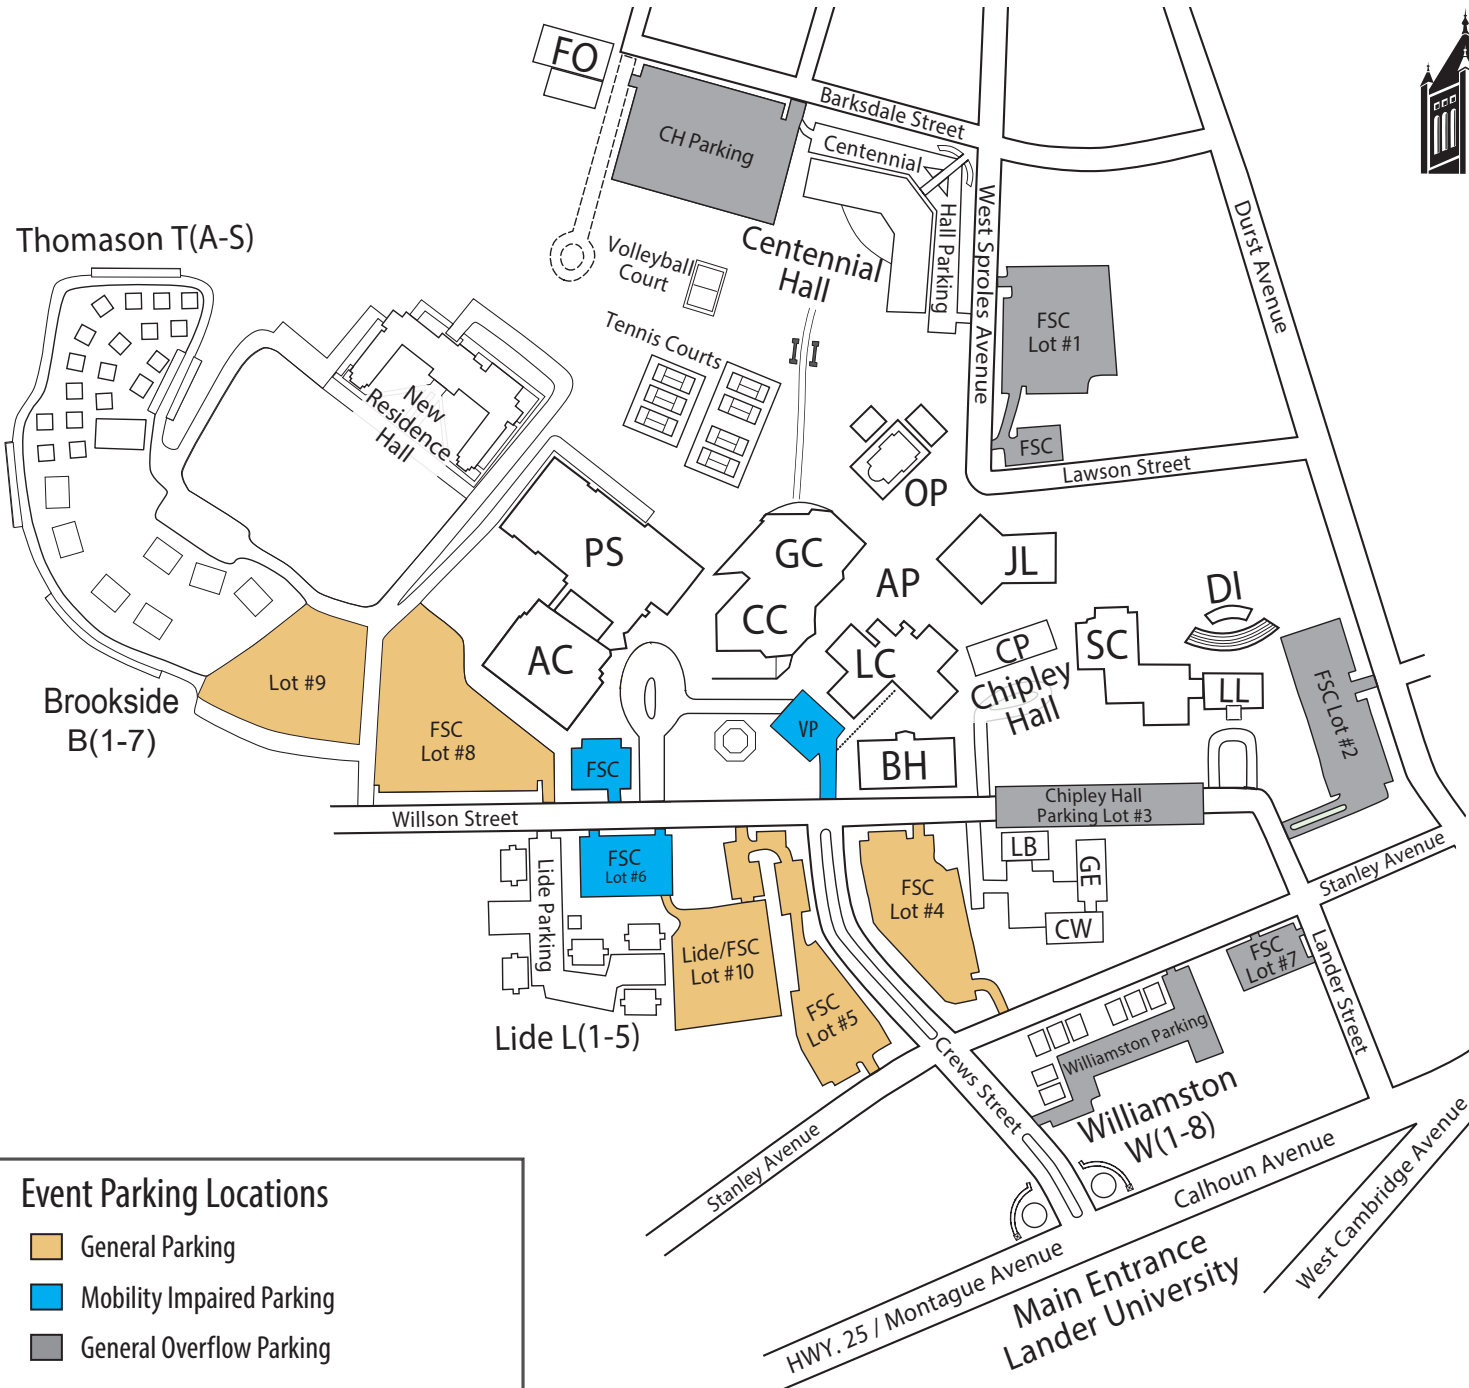 FO
Barksdale Street
CH Parking
Centennial
Hall Parking
West Sproles Avenue
Durst Avenue
Thomason T(A-S)
Volleyball
Court
Centennial
Hall
Tennis Courts
FSC
Lot #1
FSC
Lawson Street
New
Residence
Hall
OP
PS
GC
JL
AP
DI
CC
AC
LC
CP
SC
Chipley
Hall
LL
FSC Lot #2
Lot #9
Brookside
B(1-7)
FSC
Lot #8
VP
FSC
BH
Chipley Hall
Parking Lot #3
Willson Street
LB
GE
CW
Stanley Avenue
FSC
Lot #6
Lide Parking
FSC
Lot #4
Lide/FSC
Lot #10
FSC
Lot #5
FSC
Lot #7
Lander Street
Lide L(1-5)
Williamston Parking
Crews Street
Williamston
W(1-8)
Stanley Avenue
Calhoun Avenue
West Cambridge Avenue
HWY. 25 / Montague Avenue
Main Entrance
Lander University
Event Parking Locations
General Parking
Mobility Impaired Parking
General Overflow Parking